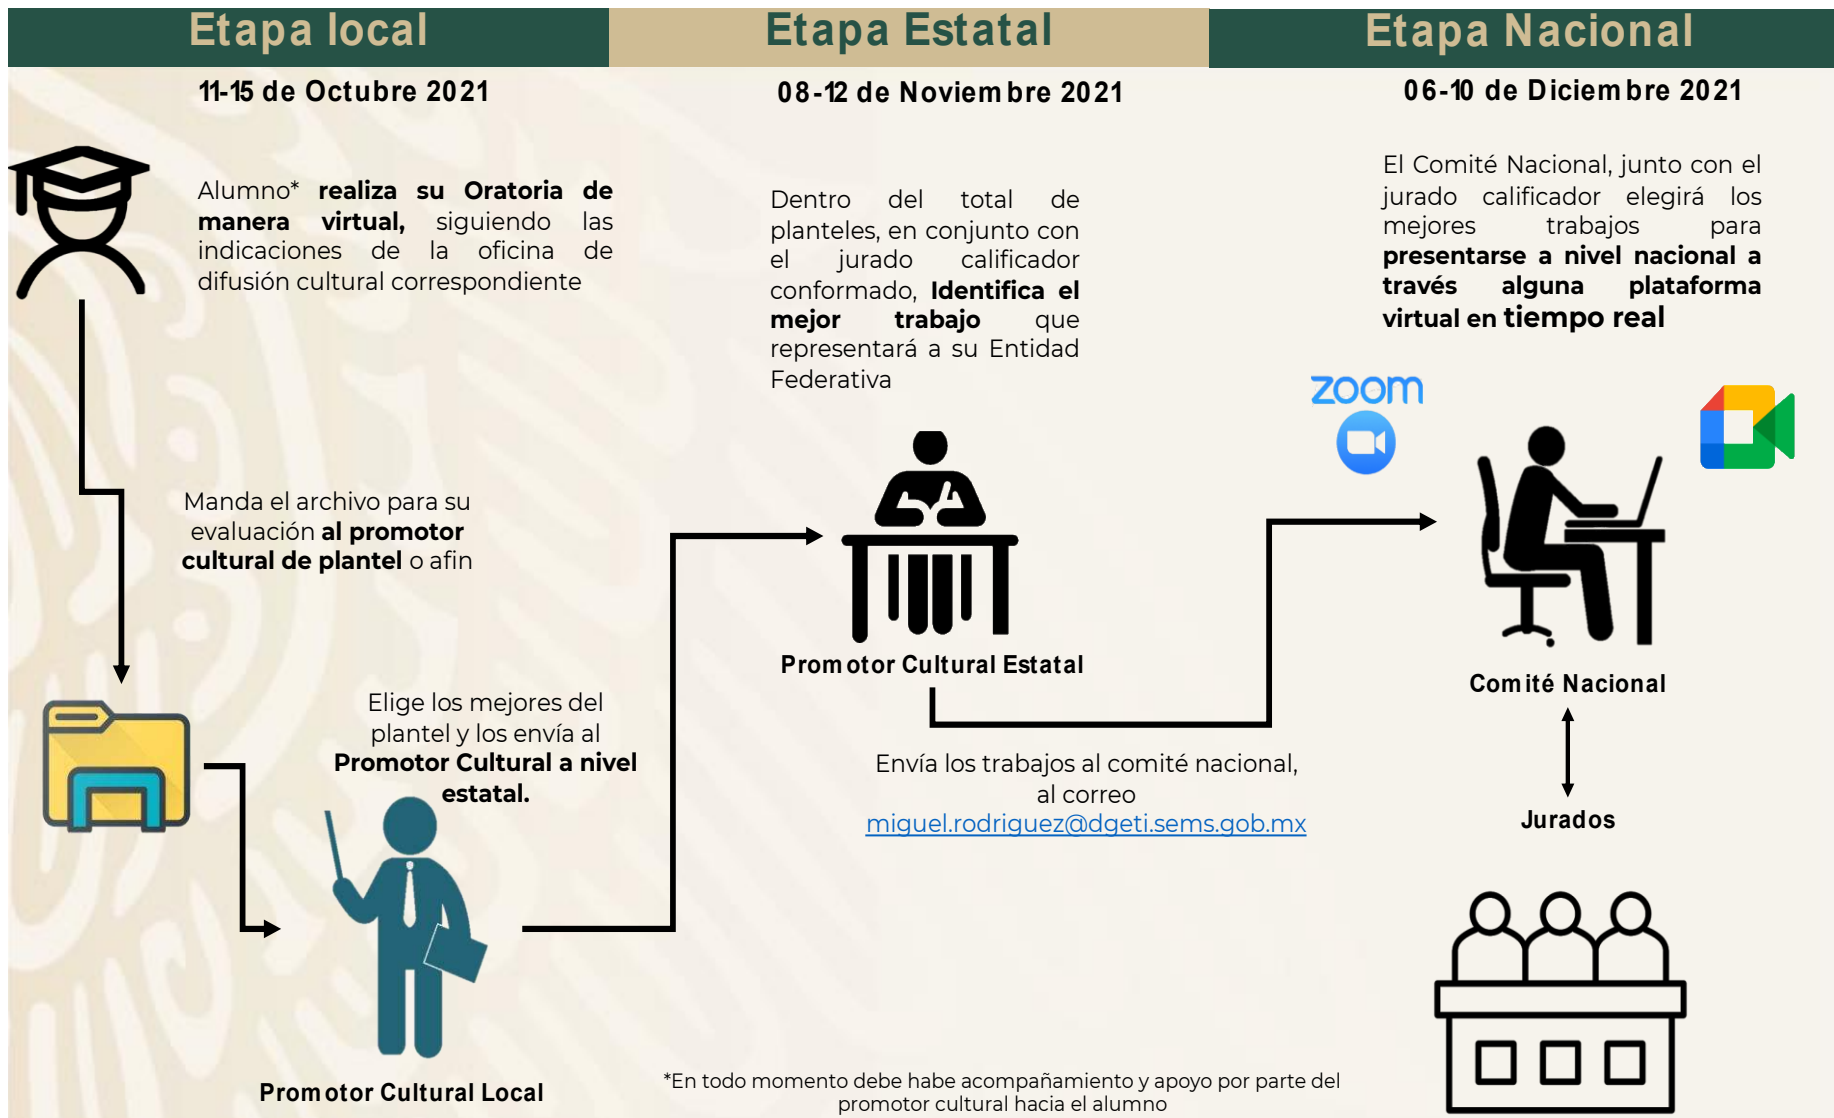 Etapa local
11-15 de Octubre 2021
Alumno* realiza su Oratoria de
manera virtual, siguiendo las
indicaciones de la oficina de
difusión cultural correspondiente
Manda el archivo para su
evaluación al promotor
cultural de plantel o afin
Elige los mejores del
plantel y los envía al
Promotor Cultural a nivel
estatal.
Promotor Cultural Local
Etapa Estatal
08-12 de Noviembre 2021
Dentro del total de
planteles, en conjunto con
el jurado calificador
conformado, Identifica el
mejor trabajo que
representará a su Entidad
Federativa
Promotor Cultural Estatal
Envía los trabajos al comité nacional,
al correo
miguel.rodriguez@dgeti.sems.gob.mx
Etapa Nacional
06-10 de Diciembre 2021
El Comité Nacional, junto con el
jurado calificador elegirá los
mejores trabajos para
presentarse a nivel nacional a
través alguna plataforma
virtual en tiempo real
zoom
Comité Nacional
Jurados
*En todo momento debe habe acompañamiento y apoyo por parte del
promotor cultural hacia el alumno